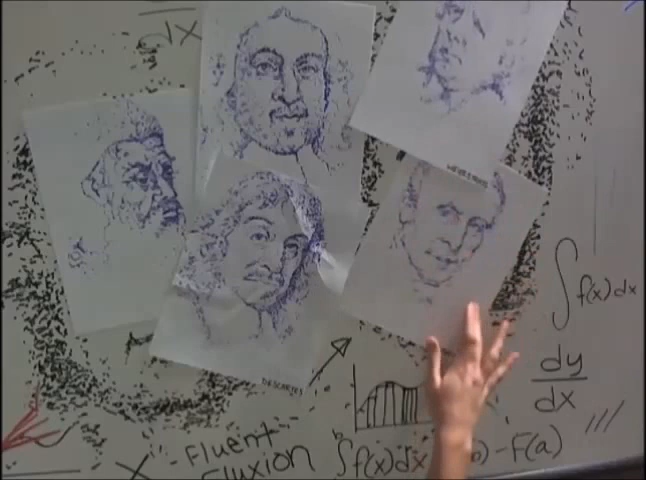 dx
DESCARTES
∫f(x)dx
dy
dx
Fluent
Fluxion
∫f(x)dx
b) - F(a)